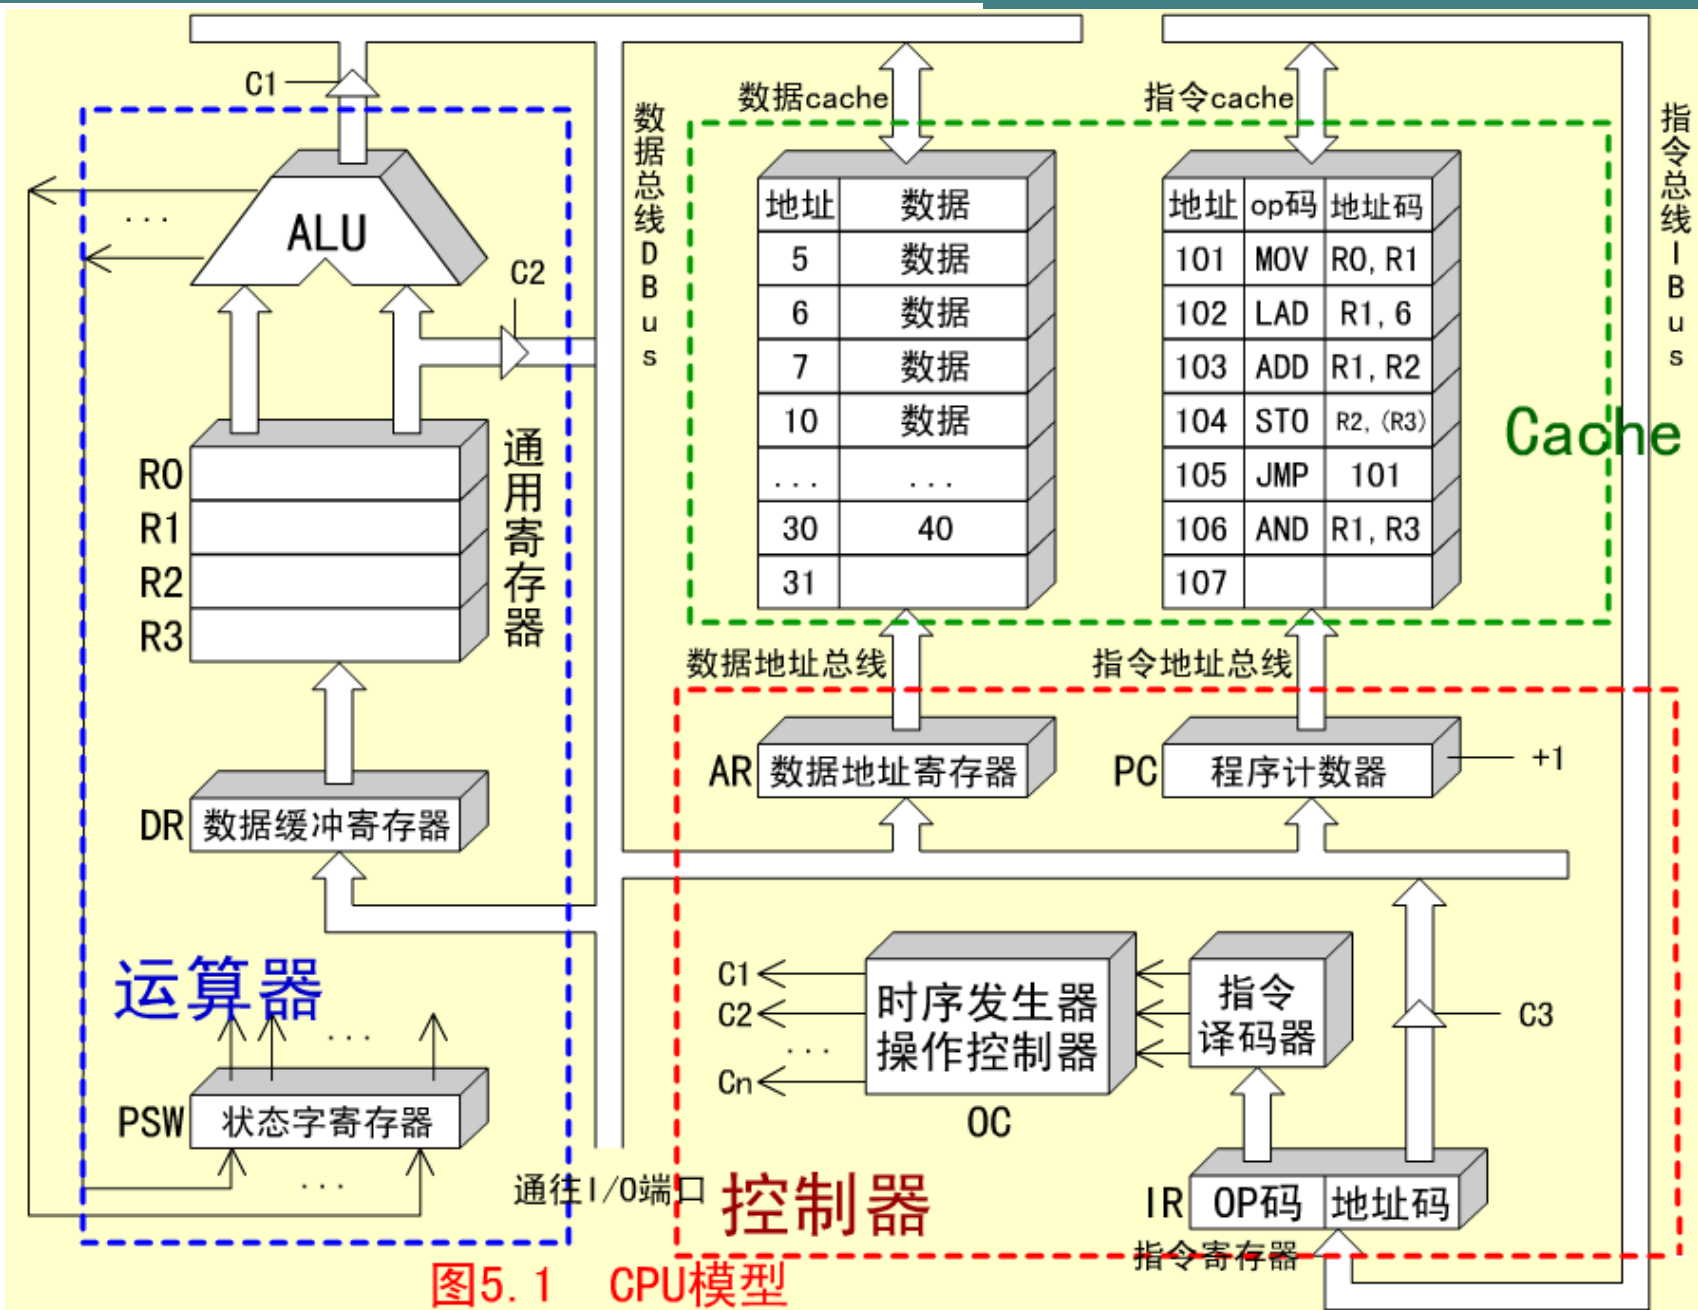 C1
数据cache
指令cache
数据总线DBus
指令总线IBus
ALU
...
C2
地址 数据
5 数据
6 数据
7 数据
10 数据
... ...
30 40
31
地址 op码 地址码
101 MOV R0,R1
102 LAD R1,6
103 ADD R1,R2
104 STO R2,(R3)
105 JMP 101
106 AND R1,R3
107
Cache
R0
R1
R2
R3
通用寄存器
数据地址总线
指令地址总线
AR 数据地址寄存器
PC 程序计数器
+1
DR 数据缓冲寄存器
运算器
...
PSW 状态字寄存器
...
C1
C2
...
Cn
时序发生器
操作控制器
OC
指令
译码器
C3
通往I/O端口
控制器
IR OP码 地址码
指令寄存器
图5.1 CPU模型